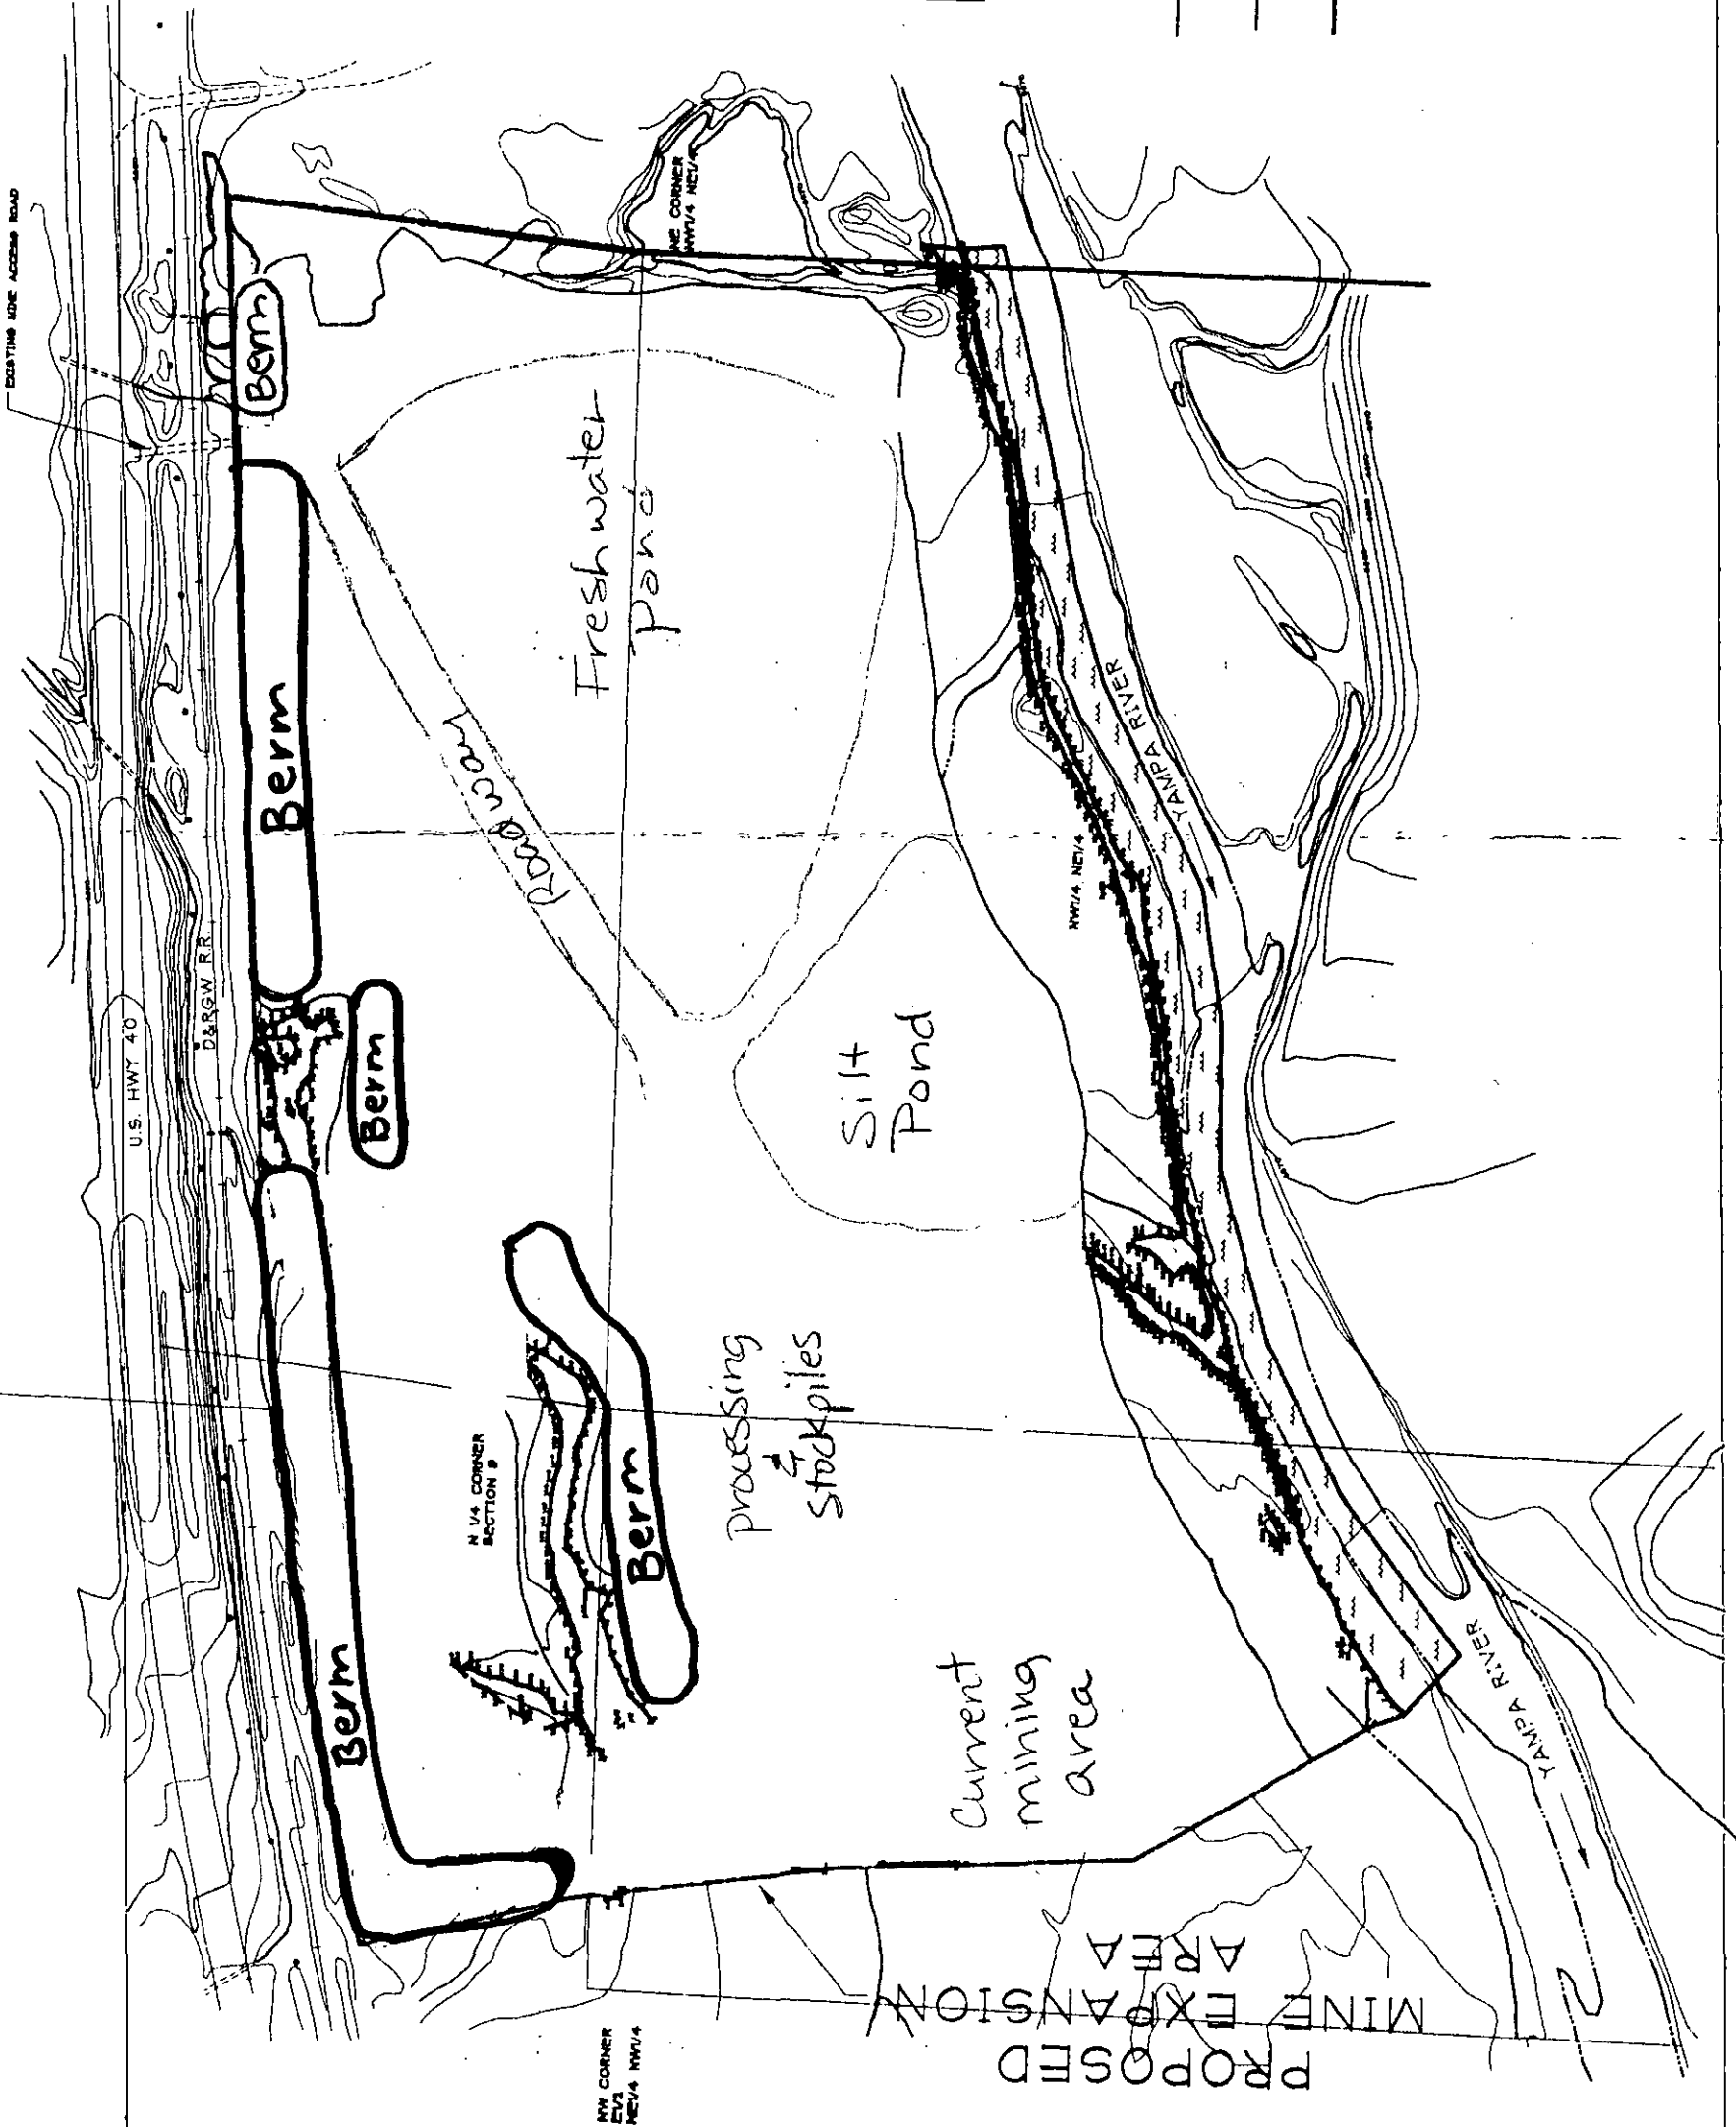 EXISTING MINE ACCESS ROAD
U.S. HWY 40
D.&R.G.W. R.R.
Berm
Berm
Berm
Berm
Berm
Roadway
Freshwater
Pond
NE CORNER
NW1/4 NE1/4
Silt
Pond
NW1/4 NE1/4
YAMPA RIVER
N 1/4 CORNER
SECTION 9
processing
&
stockpiles
Current
mining
area
YAMPA RIVER
NW CORNER
E1/2
NE1/4 NW1/4
PROPOSED
MINE EXPANSION
AREA